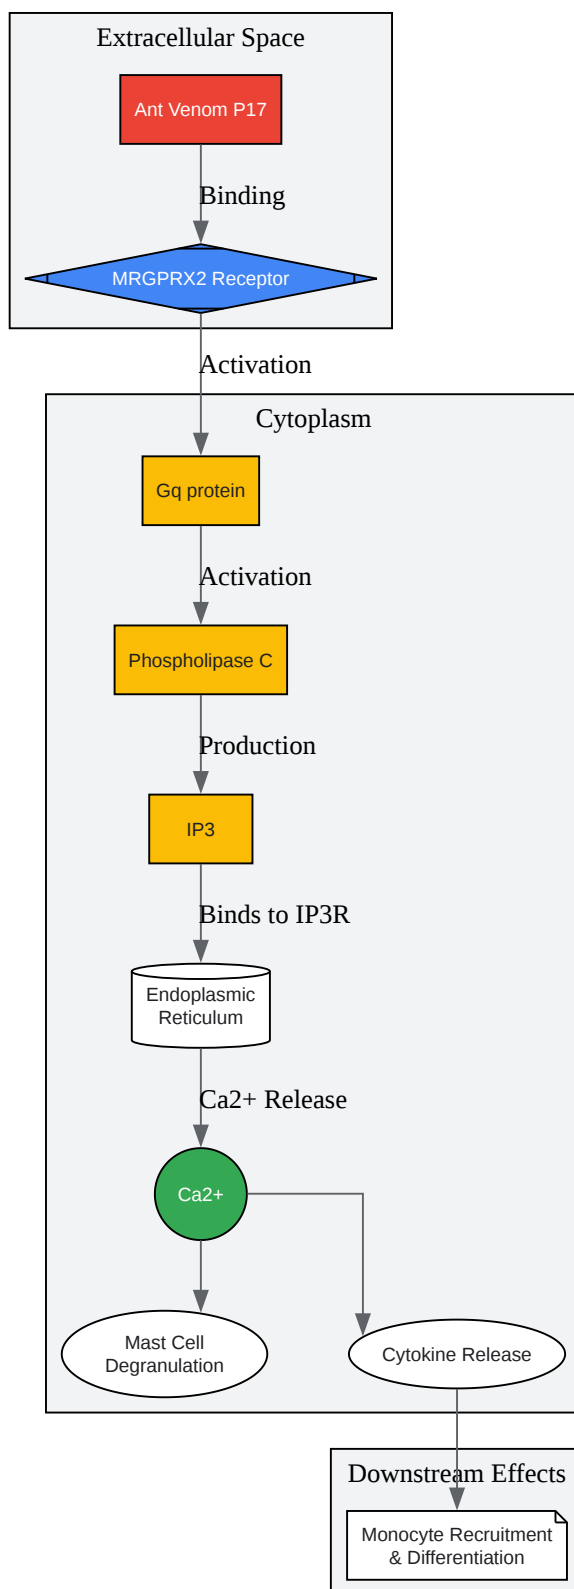 Extracellular Space
Ant Venom P17
Binding
MRGPRX2 Receptor
Activation
Cytoplasm
Gq protein
Activation
Phospholipase C
Production
IP3
Binds to IP3R
Endoplasmic
Reticulum
Ca2+ Release
Ca2+
Mast Cell
Degranulation
Cytokine Release
Downstream Effects
Monocyte Recruitment
& Differentiation